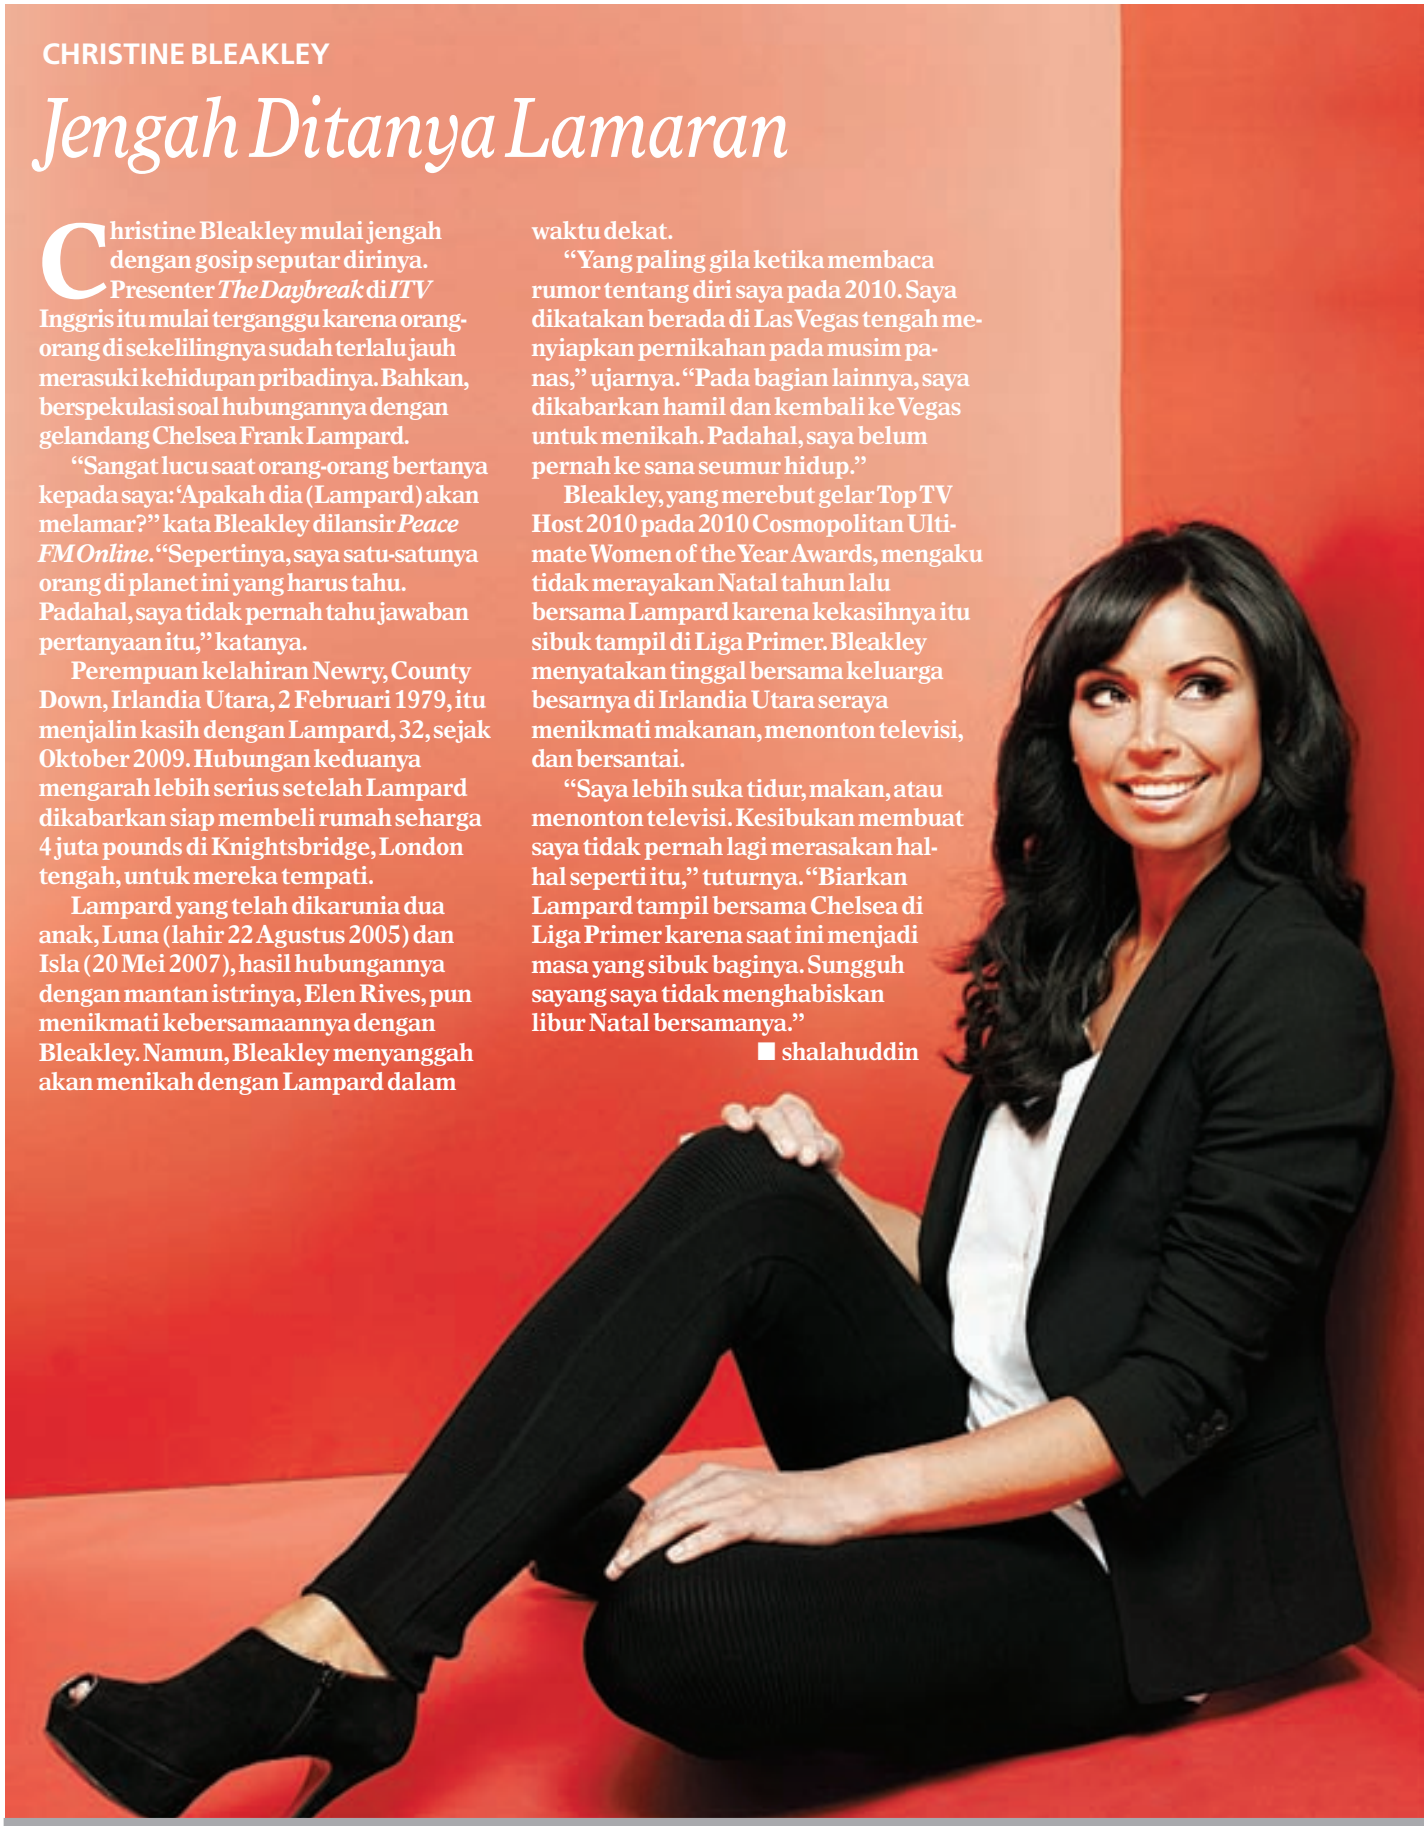 CHRISTINE BLEAKLEY
Jengah Ditanya Lamaran
Christine Bleakley mulai jengah
dengan gosip seputar dirinya.
Presenter The Daybreak di ITV
Inggris itu mulai terganggu karena orang-
orang di sekelilingnya sudah terlalu jauh
merasuki kehidupan pribadinya. Bahkan,
berspekulasi soal hubungannya dengan
gelandang Chelsea Frank Lampard.
“Sangat lucu saat orang-orang bertanya
kepada saya: ‘Apakah dia (Lampard) akan
melamar?” kata Bleakley dilansir Peace
FM Online. “Sepertinya, saya satu-satunya
orang di planet ini yang harus tahu.
Padahal, saya tidak pernah tahu jawaban
pertanyaan itu,” katanya.
Perempuan kelahiran Newry, County
Down, Irlandia Utara, 2 Februari 1979, itu
menjalin kasih dengan Lampard, 32, sejak
Oktober 2009. Hubungan keduanya
mengarah lebih serius setelah Lampard
dikabarkan siap membeli rumah seharga
4 juta pounds di Knightsbridge, London
tengah, untuk mereka tempati.
Lampard yang telah dikarunia dua
anak, Luna (lahir 22 Agustus 2005) dan
Isla (20 Mei 2007), hasil hubungannya
dengan mantan istrinya, Elen Rives, pun
menikmati kebersamaannya dengan
Bleakley. Namun, Bleakley menyanggah
akan menikah dengan Lampard dalam
waktu dekat.
“Yang paling gila ketika membaca
rumor tentang diri saya pada 2010. Saya
dikatakan berada di Las Vegas tengah me-
nyiapkan pernikahan pada musim pa-
nas,” ujarnya. “Pada bagian lainnya, saya
dikabarkan hamil dan kembali ke Vegas
untuk menikah. Padahal, saya belum
pernah ke sana seumur hidup.”
Bleakley, yang merebut gelar Top TV
Host 2010 pada 2010 Cosmopolitan Ulti-
mate Women of the Year Awards, mengaku
tidak merayakan Natal tahun lalu
bersama Lampard karena kekasihnya itu
sibuk tampil di Liga Primer. Bleakley
menyatakan tinggal bersama keluarga
besarnya di Irlandia Utara seraya
menikmati makanan, menonton televisi,
dan bersantai.
“Saya lebih suka tidur, makan, atau
menonton televisi. Kesibukan membuat
saya tidak pernah lagi merasakan hal-
hal seperti itu,” tuturnya. “Biarkan
Lampard tampil bersama Chelsea di
Liga Primer karena saat ini menjadi
masa yang sibuk baginya. Sungguh
sayang saya tidak menghabiskan
libur Natal bersamanya.”
■ shalahuddin